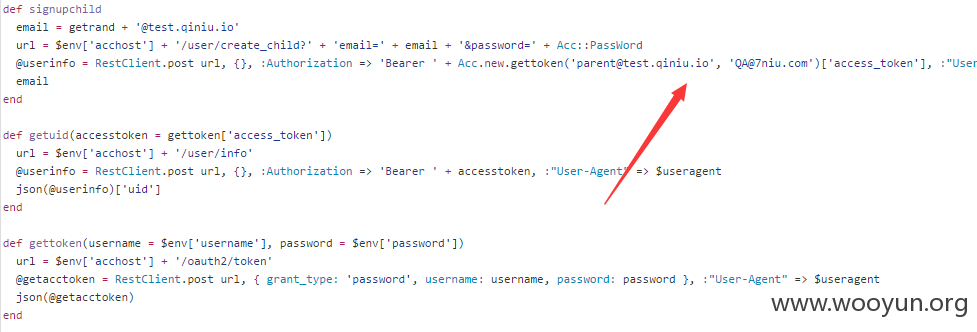 def signupchild
email = getrand + '@test.qiniu.io'
url = $env['acchost'] + '/user/create_child?' + 'email=' + email + '&password=' + Acc::PassWord
@userinfo = RestClient.post url, {}, :Authorization => 'Bearer ' + Acc.new.gettoken('parent@test.qiniu.io', 'QA@7niu.com')['access_token'], :"User
email
end
def getuid(accesstoken = gettoken['access_token'])
url = $env['acchost'] + '/user/info'
@userinfo = RestClient.post url, {}, :Authorization => 'Bearer ' + accesstoken, :"User-Agent" => $useragent
json(@userinfo)['uid']
end
def gettoken(username = $env['username'], password = $env['password'])
url = $env['acchost'] + '/oauth2/token'
@getacctoken = RestClient.post url, { grant_type: 'password', username: username, password: password }, :"User-Agent" => $useragent
json(@getacctoken)
end
www.wooyun.org